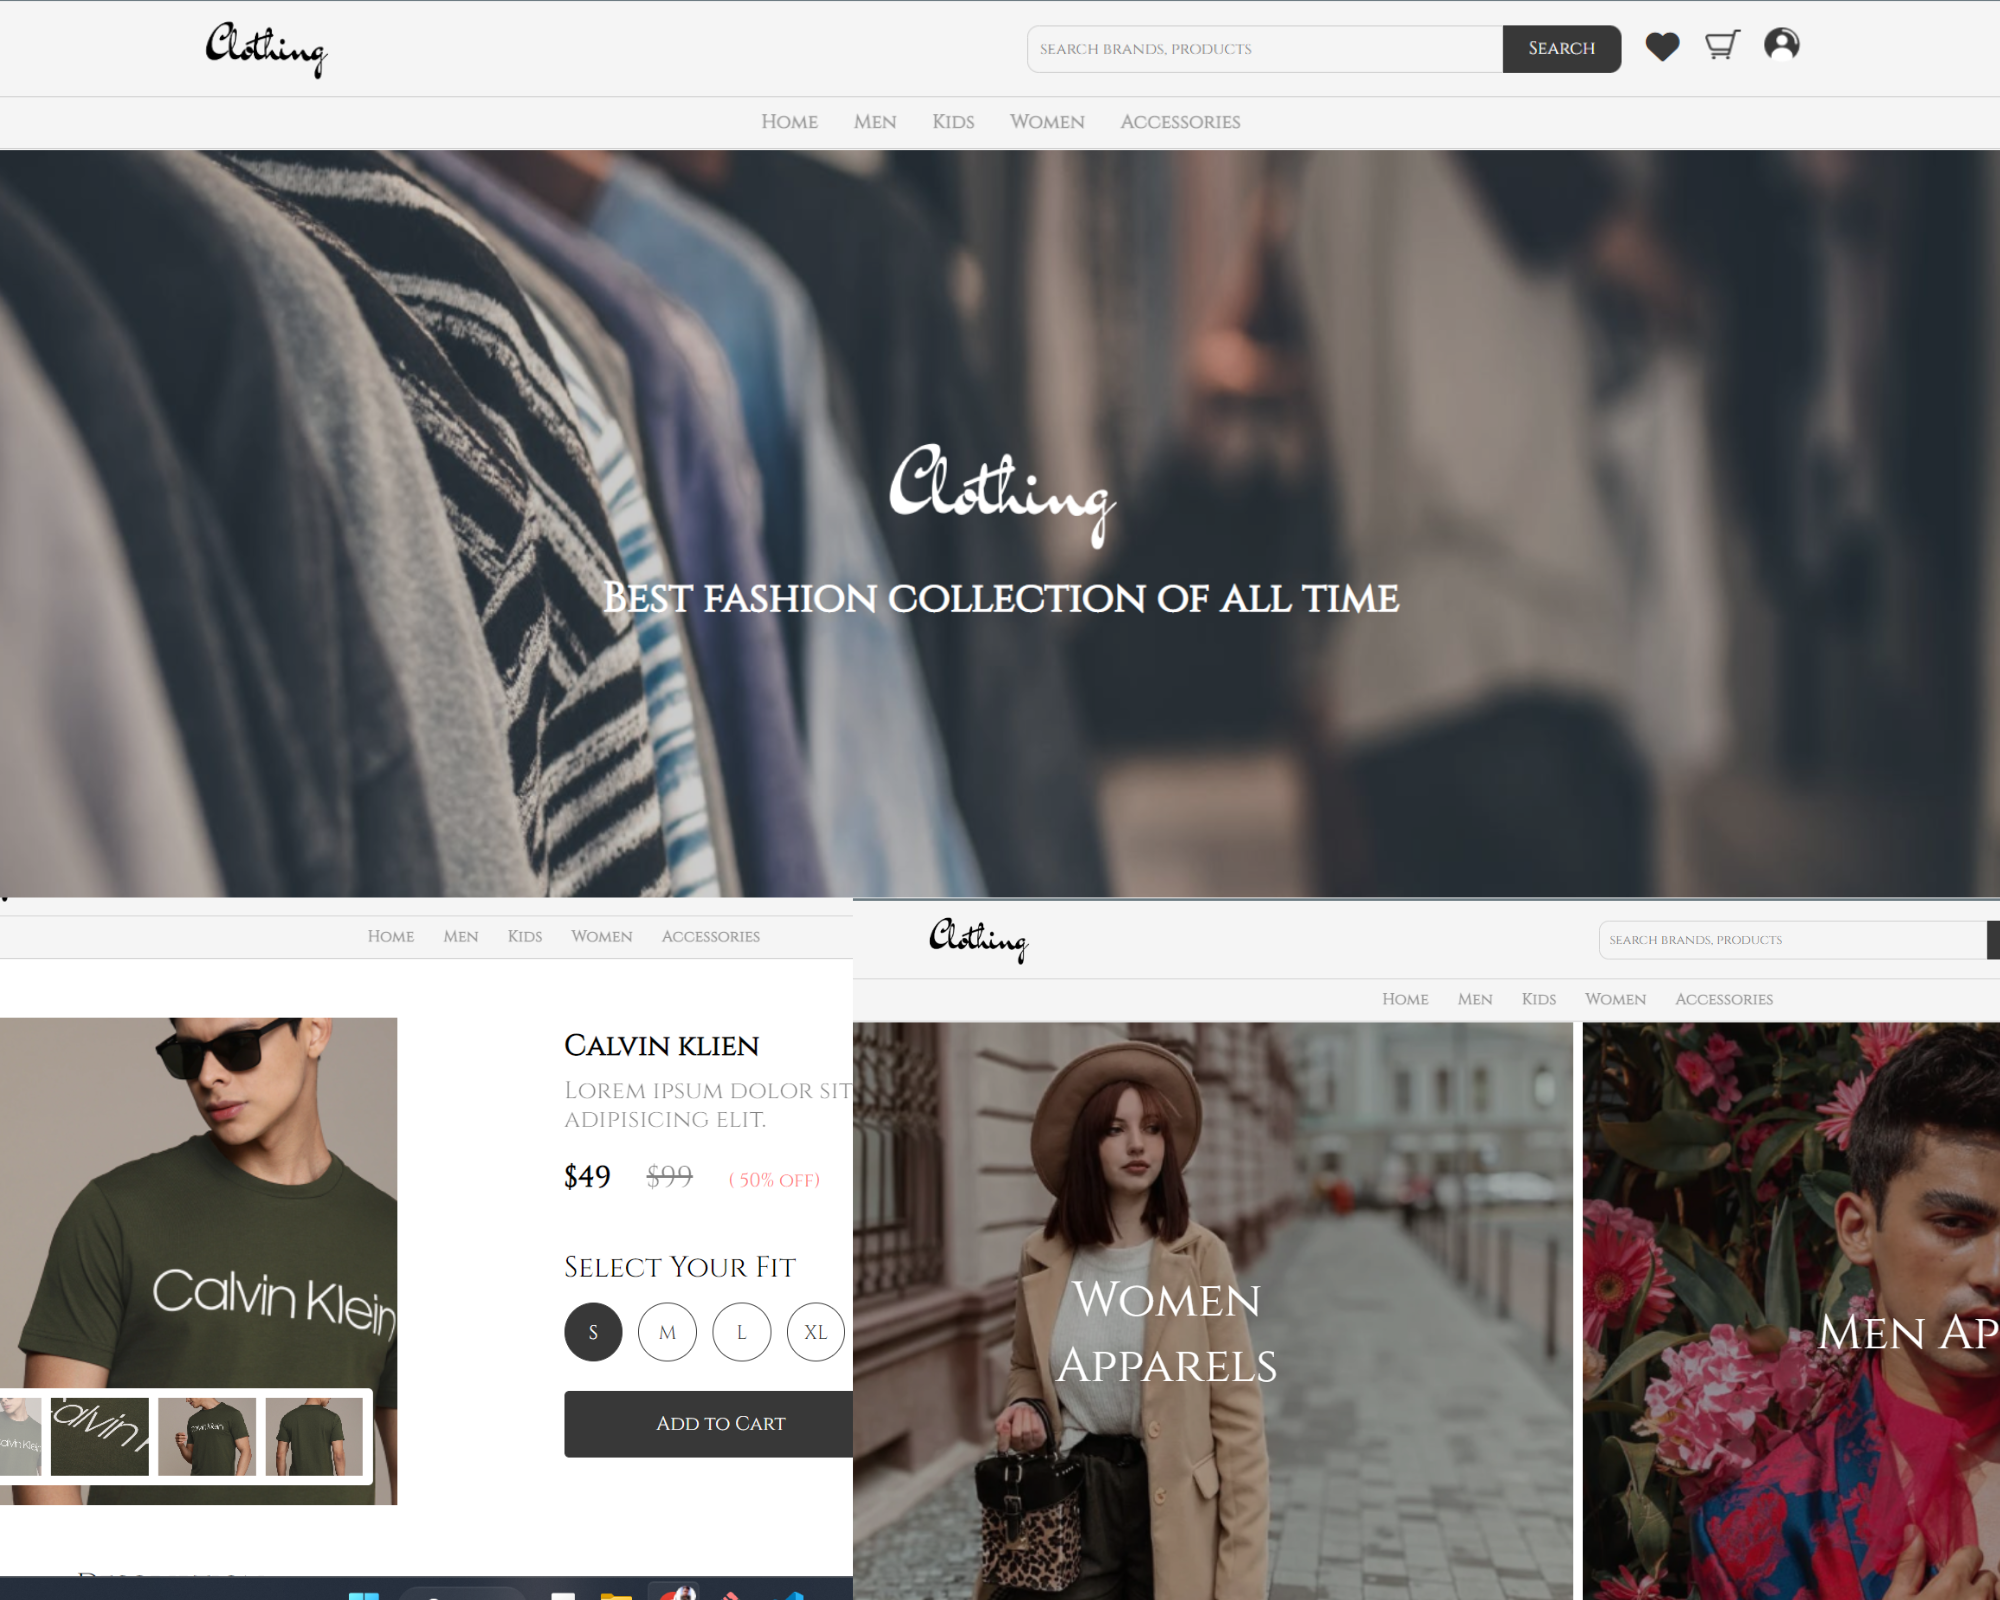 Clothing
SEARCH BRANDS, PRODUCTS
SEARCH
HOME MEN KIDS WOMEN ACCESSORIES
Clothing
BEST FASHION COLLECTION OF ALL TIME
HOME MEN KIDS WOMEN ACCESSORIES
CALVIN KLIEN
LOREM IPSUM DOLOR SIT
ADIPISICING ELIT.
$49 $99 ( 50% OFF)
SELECT YOUR FIT
S M L XL
ADD TO CART
Calvin Klein
Clothing
SEARCH BRANDS, PRODUCTS
HOME MEN KIDS WOMEN ACCESSORIES
WOMEN
APPARELS
MEN AP